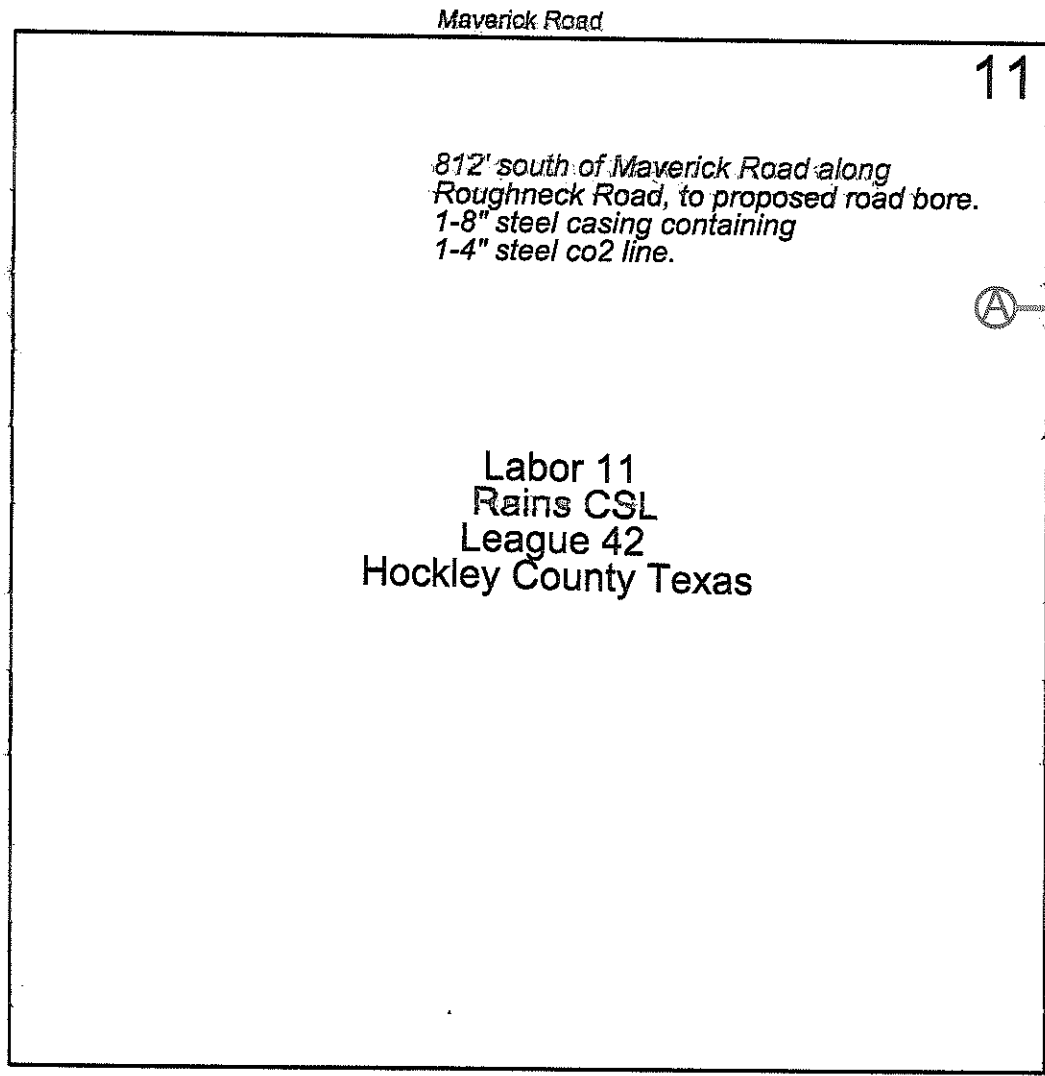 Maverick Road
11
812' south of Maverick Road along
Roughneck Road, to proposed road bore.
1-8" steel casing containing
1-4" steel co2 line.
A
Labor 11
Rains CSL
League 42
Hockley County Texas